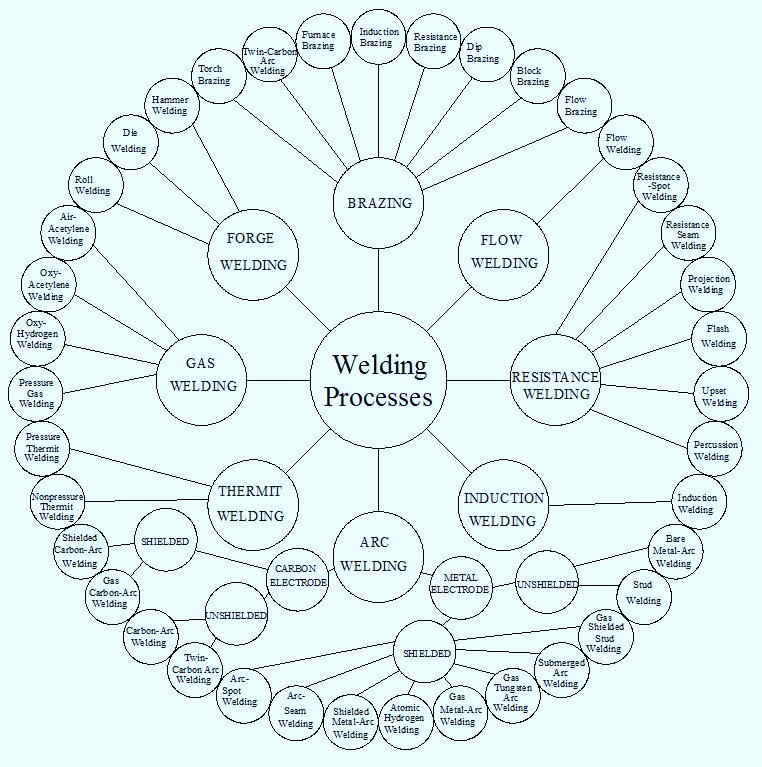 Welding
Processes
BRAZING
FLOW
WELDING
RESISTANCE
WELDING
INDUCTION
WELDING
ARC
WELDING
THERMIT
WELDING
GAS
WELDING
FORGE
WELDING
Torch
Brazing
Twin-Carbon
Arc
Welding
Furnace
Brazing
Induction
Brazing
Resistance
Brazing
Dip
Brazing
Block
Brazing
Flow
Brazing
Flow
Welding
Resistance
-Spot
Welding
Resistance
Seam
Welding
Projection
Welding
Flash
Welding
Upset
Welding
Percussion
Welding
Induction
Welding
METAL
ELECTRODE
UNSHIELDED
Bare
Metal-Arc
Welding
Stud
Welding
SHIELDED
Gas
Shielded
Stud
Welding
Submerged
Arc
Welding
Gas
Tungsten
Arc
Welding
Gas
Metal-Arc
Welding
Atomic
Hydrogen
Welding
Shielded
Metal-Arc
Welding
Arc-
Seam
Welding
Arc-
Spot
Welding
CARBON
ELECTRODE
UNSHIELDED
Twin-
Carbon Arc
Welding
Carbon-Arc
Welding
SHIELDED
Gas
Carbon-Arc
Welding
Shielded
Carbon-Arc
Welding
Nonpressure
Thermit
Welding
Pressure
Thermit
Welding
Pressure
Gas
Welding
Oxy-
Hydrogen
Welding
Oxy-
Acetylene
Welding
Air-
Acetylene
Welding
Roll
Welding
Die
Welding
Hammer
Welding